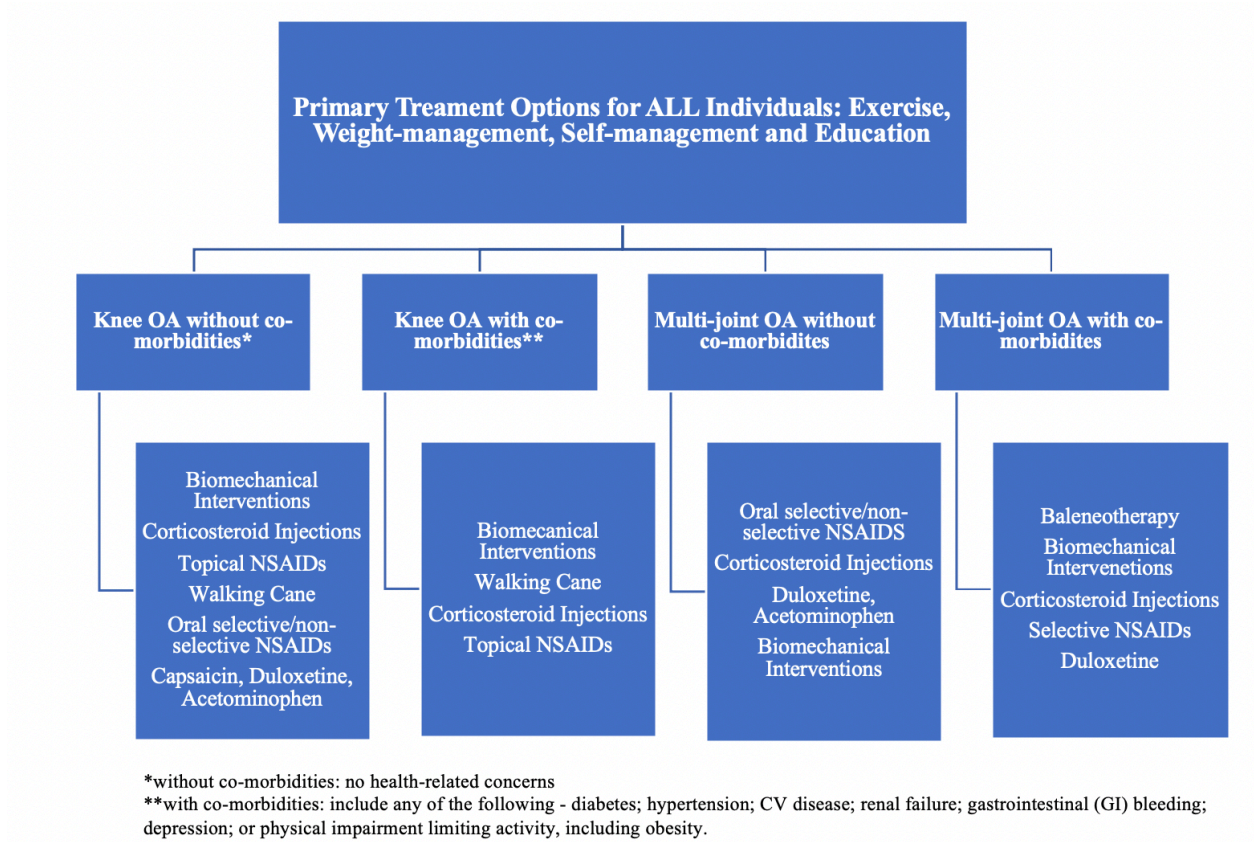 Primary Treament Options for ALL Individuals: Exercise,
Weight-management, Self-management and Education
Knee OA without co-
morbidities*
Knee OA with co-
morbidities**
Multi-joint OA without
co-morbidites
Multi-joint OA with co-
morbidites
Biomechanical
Interventions
Corticosteroid Injections
Topical NSAIDs
Walking Cane
Oral selective/non-
selective NSAIDs
Capsaicin, Duloxetine,
Acetominophen
Biomecanical
Interventions
Walking Cane
Corticosteroid Injections
Topical NSAIDs
Oral selective/non-
selective NSAIDS
Corticosteroid Injections
Duloxetine,
Acetominophen
Biomechanical
Interventions
Baleneotherapy
Biomechanical
Intervenetions
Corticosteroid Injections
Selective NSAIDs
Duloxetine
*without co-morbidities: no health-related concerns
**with co-morbidities: include any of the following - diabetes; hypertension; CV disease; renal failure; gastrointestinal (GI) bleeding;
depression; or physical impairment limiting activity, including obesity.